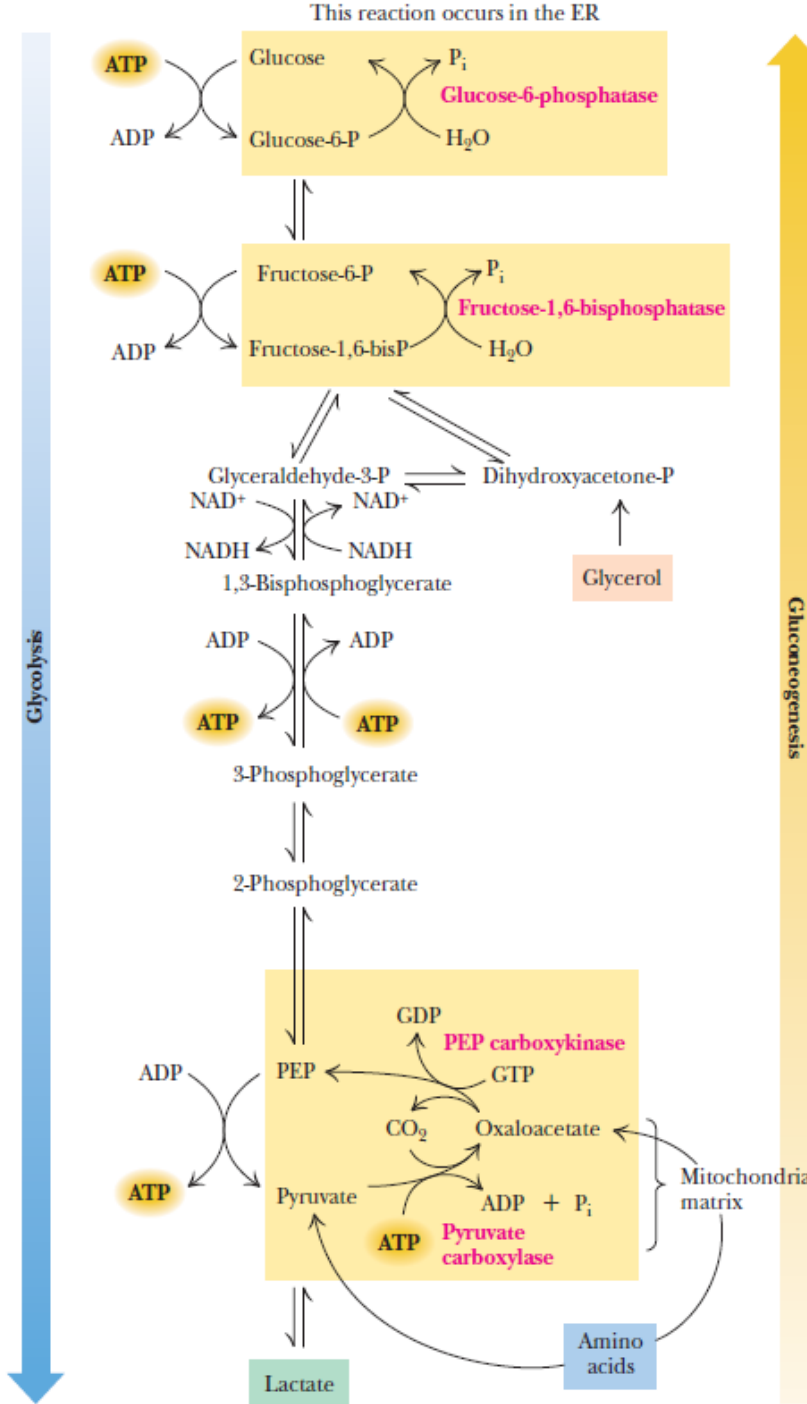 This reaction occurs in the ER
ATP
Glucose
Pi
Glucose-6-phosphatase
ADP
Glucose-6-P
H₂O
ATP
Fructose-6-P
Pi
Fructose-1,6-bisphosphatase
ADP
Fructose-1,6-bisP
H₂O
Glyceraldehyde-3-P
Dihydroxyacetone-P
NAD⁺
NAD⁺
NADH
NADH
Glycerol
1,3-Bisphosphoglycerate
ADP
ADP
Glycolysis
Gluconeogenesis
ATP
ATP
3-Phosphoglycerate
2-Phosphoglycerate
GDP
PEP carboxykinase
ADP
PEP
GTP
CO₂
Oxaloacetate
Mitochondria
matrix
ATP
Pyruvate
ADP + Pi
ATP
Pyruvate
carboxylase
Amino
acids
Lactate